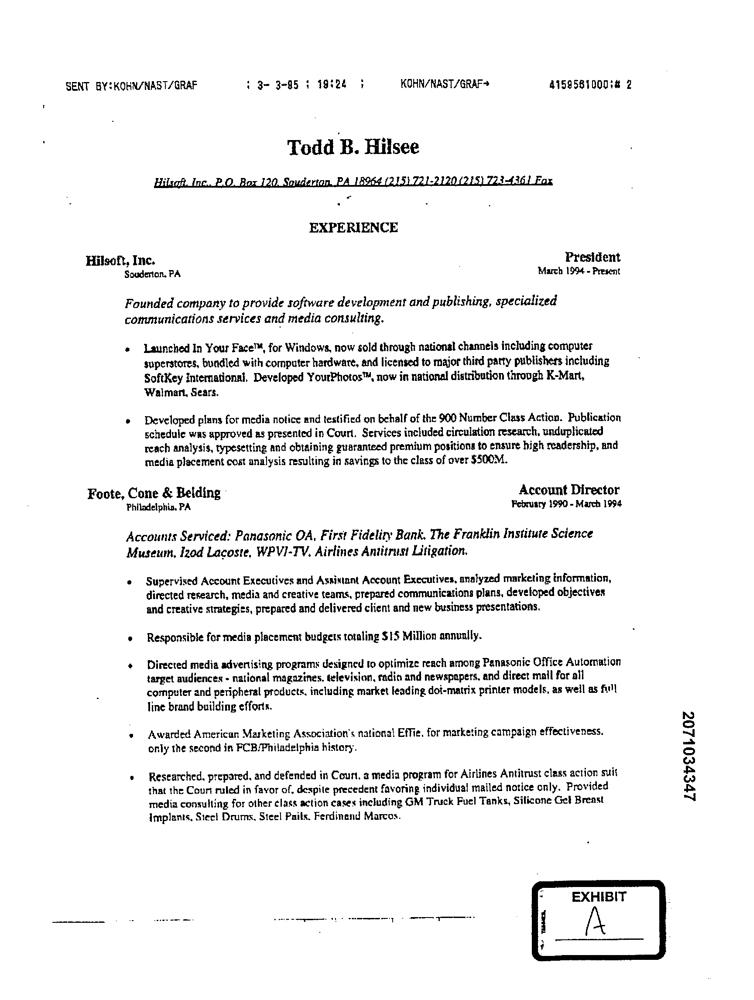 SENT BY:KOHN/NAST/GRAF ; 3- 3-95 ; 19:24 ; KOHN/NAST/GRAF→ 4159561000;# 2
Todd B. Hilsee
Hilsoft, Inc., P.O. Box 120, Souderton, PA 18964 (215) 721-2120 (215) 723-4361 Fax
EXPERIENCE
Hilsoft, Inc. President
Souderton, PA March 1994 - Present
Founded company to provide software development and publishing, specialized
communications services and media consulting.
• Launched In Your Face™, for Windows, now sold through national channels including computer
superstores, bundled with computer hardware, and licensed to major third party publishers including
SoftKey International. Developed YourPhotos™, now in national distribution through K-Mart,
Walmart, Sears.
• Developed plans for media notice and testified on behalf of the 900 Number Class Action. Publication
schedule was approved as presented in Court. Services included circulation research, unduplicated
reach analysis, typesetting and obtaining guaranteed premium positions to ensure high readership, and
media placement cost analysis resulting in savings to the class of over $500M.
Foote, Cone & Belding Account Director
Philadelphia, PA February 1990 - March 1994
Accounts Serviced: Panasonic OA, First Fidelity Bank, The Franklin Institute Science
Museum, Izod Lacoste, WPVI-TV, Airlines Antitrust Litigation.
• Supervised Account Executives and Assistant Account Executives, analyzed marketing information,
directed research, media and creative teams, prepared communications plans, developed objectives
and creative strategies, prepared and delivered client and new business presentations.
• Responsible for media placement budgets totaling $15 Million annually.
• Directed media advertising programs designed to optimize reach among Panasonic Office Automation
target audiences - national magazines, television, radio and newspapers, and direct mail for all
computer and peripheral products, including market leading dot-matrix printer models, as well as full
line brand building efforts.
• Awarded American Marketing Association's national Effie, for marketing campaign effectiveness,
only the second in FCB/Philadelphia history.
• Researched, prepared, and defended in Court, a media program for Airlines Antitrust class action suit
that the Court ruled in favor of, despite precedent favoring individual mailed notice only. Provided
media consulting for other class action cases including GM Truck Fuel Tanks, Silicone Gel Breast
Implants, Steel Drums, Steel Pails, Ferdinand Marcos.
2071034347
EXHIBIT
A